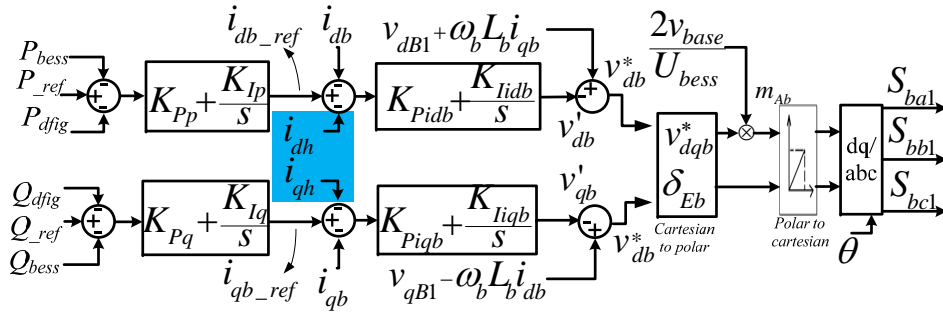 P_bess
P_ref
P_dfig
K_Pp + K_Ip / s
i_db_ref
i_db
i_dh
K_Pidb + K_Iidb / s
v_dB1 + ω_b L_b i_qb
v'_db
v*_db
2v_base / U_bess
m_Ab
v*_dqb
δ_Eb
Cartesian
to polar
Polar to
cartesian
dq/
abc
θ
S_ba1
S_bb1
S_bc1
Q_dfig
Q_ref
Q_bess
K_Pq + K_Iq / s
i_qb_ref
i_qh
i_qb
K_Piqb + K_Iiqb / s
v'_qb
v*_db
v_qB1 − ω_b L_b i_db